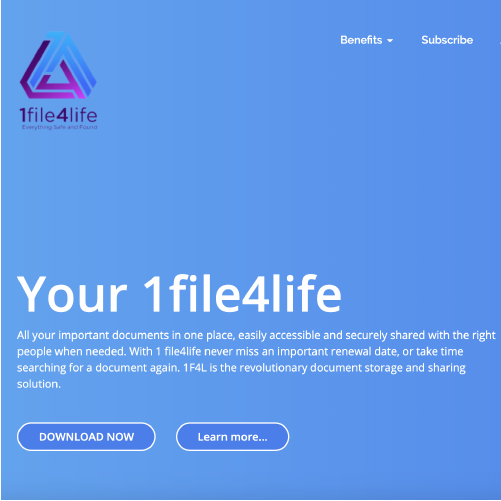 Benefits
Subscribe
1file4life
Everything Safe and Found
Your 1file4life
All your important documents in one place, easily accessible and securely shared with the right
people when needed. With 1 file4life never miss an important renewal date, or take time
searching for a document again. 1F4L is the revolutionary document storage and sharing
solution.
DOWNLOAD NOW
Learn more...